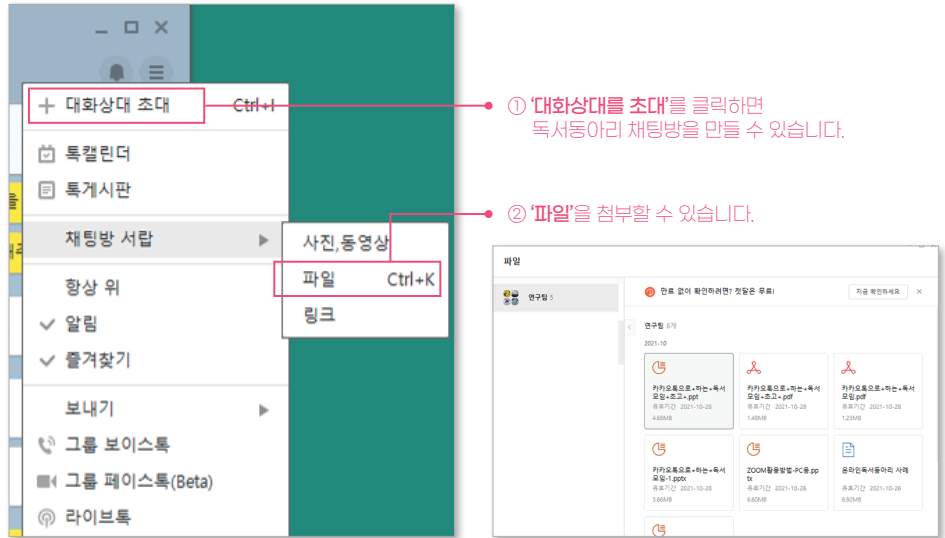 + 대화상대 초대 Ctrl+I
톡캘린더
톡게시판
채팅방 서랍
항상 위
알림
즐겨찾기
보내기
그룹 보이스톡
그룹 페이스톡(Beta)
라이브톡
사진,동영상
파일 Ctrl+K
링크
① '대화상대를 초대'를 클릭하면
독서동아리 채팅방을 만들 수 있습니다.
② '파일'을 첨부할 수 있습니다.
파일
연구팀 5
만료 없이 확인하려면? 첫달은 무료!
지금 확인하세요
연구팀 8개
2021-10
카카오톡으로+하는+독서
모임+초고+.ppt
유효기간 2021-10-28
4.68MB
카카오톡으로+하는+독서
모임+초고+.pdf
유효기간 2021-10-28
1.48MB
카카오톡으로+하는+독서
모임.pdf
유효기간 2021-10-28
1.23MB
카카오톡으로+하는+독서
모임-1.pptx
유효기간 2021-10-28
3.66MB
ZOOM활용방법-PC용.pp
tx
유효기간 2021-10-26
6.60MB
온라인독서동아리 사례
유효기간 2021-10-26
6.92MB